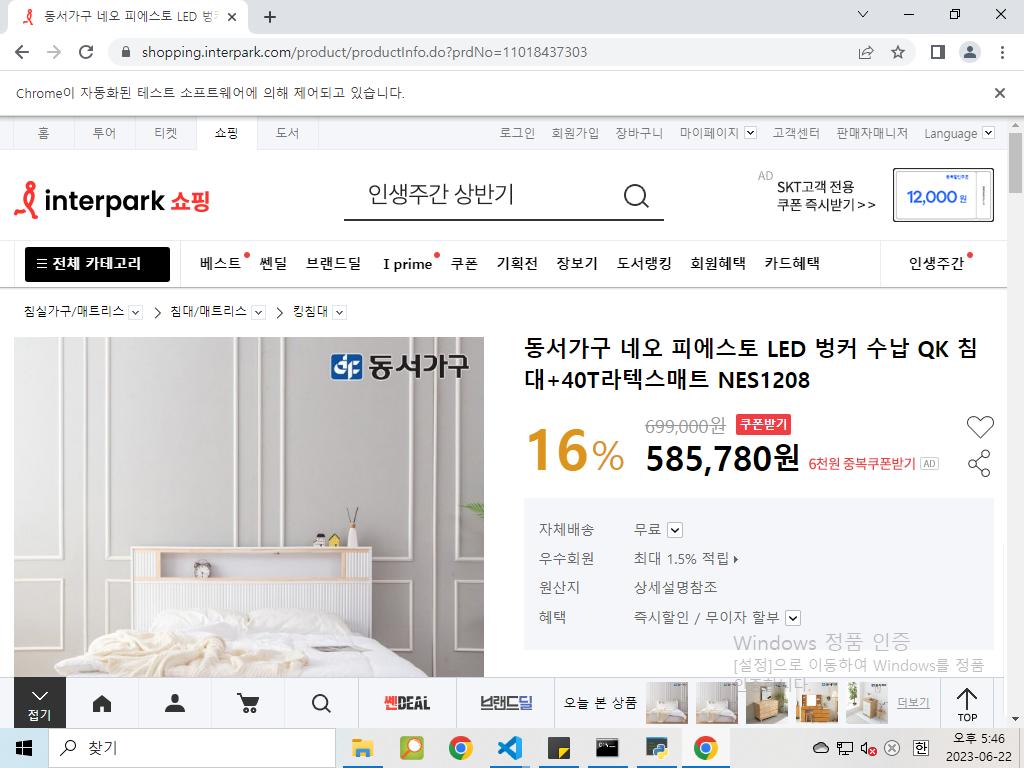 동서가구 네오 피에스토 LED 벙
shopping.interpark.com/product/productInfo.do?prdNo=11018437303
Chrome이 자동화된 테스트 소프트웨어에 의해 제어되고 있습니다.
홈 투어 티켓 쇼핑 도서 로그인 회원가입 장바구니 마이페이지 고객센터 판매자매니저 Language
interpark 쇼핑
인생주간 상반기
AD
SKT고객 전용
쿠폰 즉시받기>>
12,000원
전체 카테고리 베스트 쎈딜 브랜드딜 I prime 쿠폰 기획전 장보기 도서랭킹 회원혜택 카드혜택 인생주간
침실가구/매트리스 침대/매트리스 킹침대
동서가구
동서가구 네오 피에스토 LED 벙커 수납 QK 침
대+40T라텍스매트 NES1208
699,000원 쿠폰받기
16% 585,780원 6천원 중복쿠폰받기 AD
자체배송 무료
우수회원 최대 1.5% 적립
원산지 상세설명참조
혜택 즉시할인 / 무이자 할부
Windows 정품 인증
[설정]으로 이동하여 Windows를 정품
인증합니다.
접기
쎈DEAL
브랜드딜
오늘 본 상품
더보기
TOP
찾기
한
오후 5:46
2023-06-22